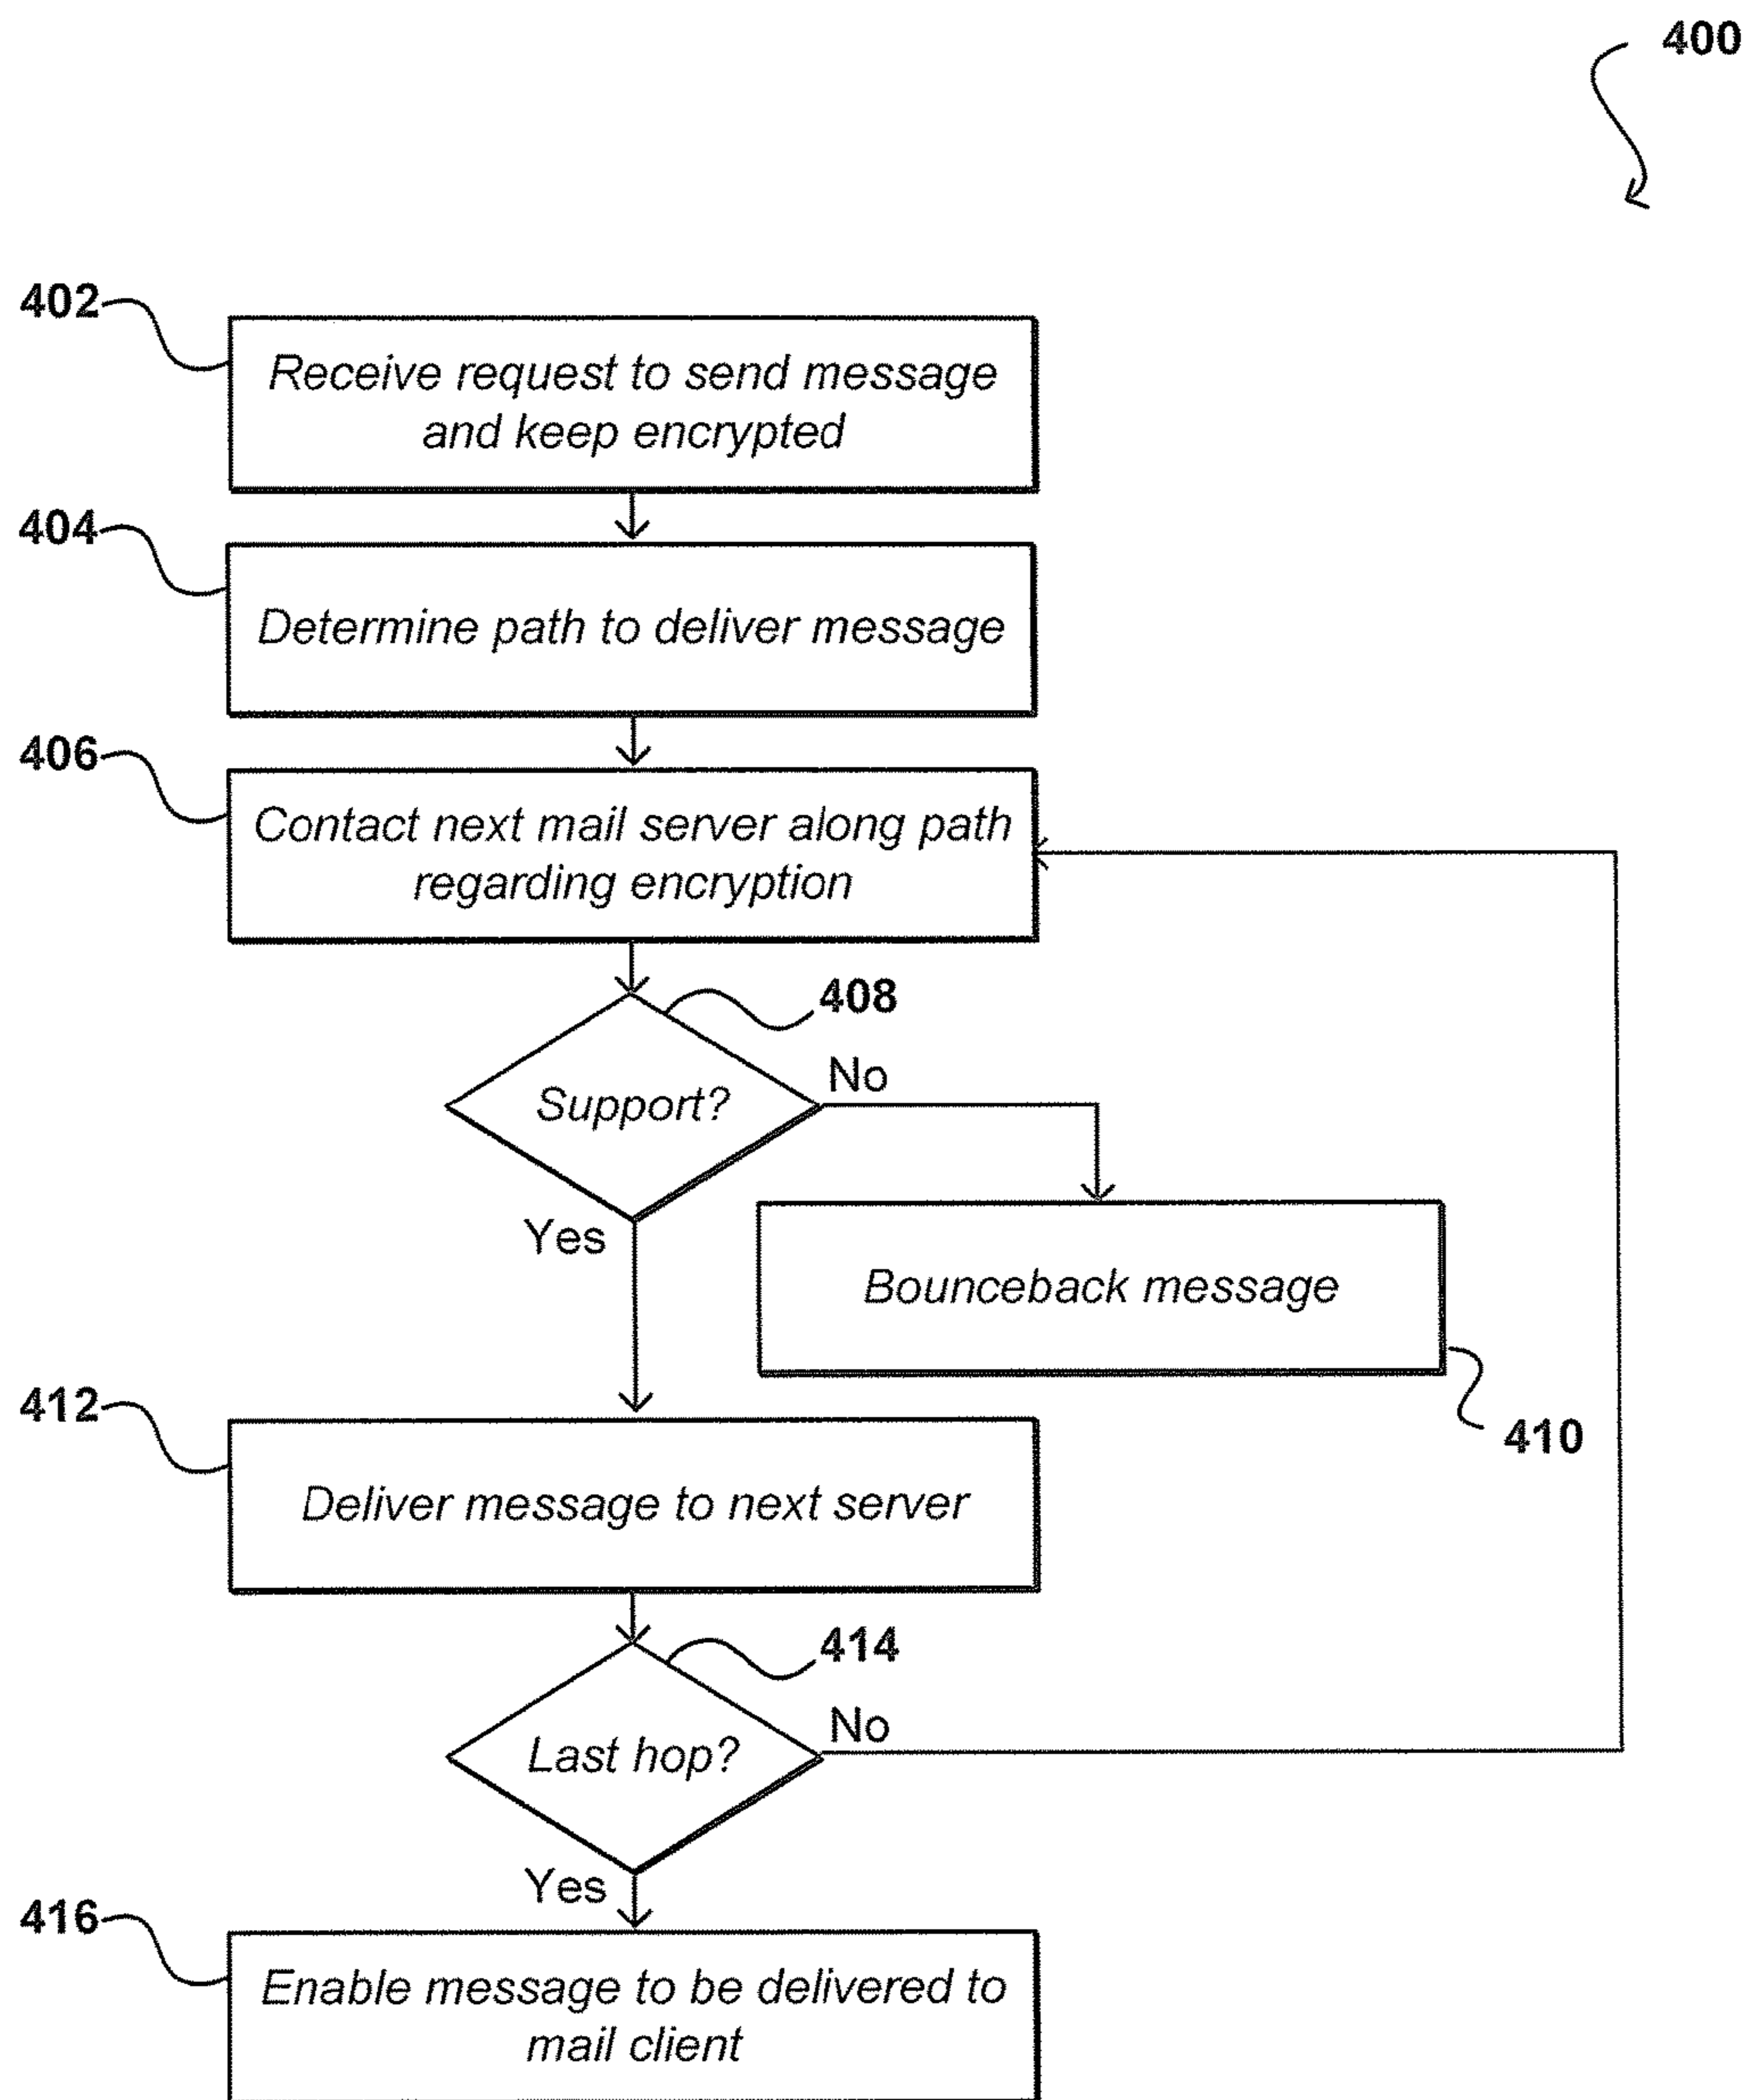 400
402
Receive request to send message
and keep encrypted
404
Determine path to deliver message
406
Contact next mail server along path
regarding encryption
408
Support?
No
Yes
Bounceback message
410
412
Deliver message to next server
414
Last hop?
No
Yes
416
Enable message to be delivered to
mail client